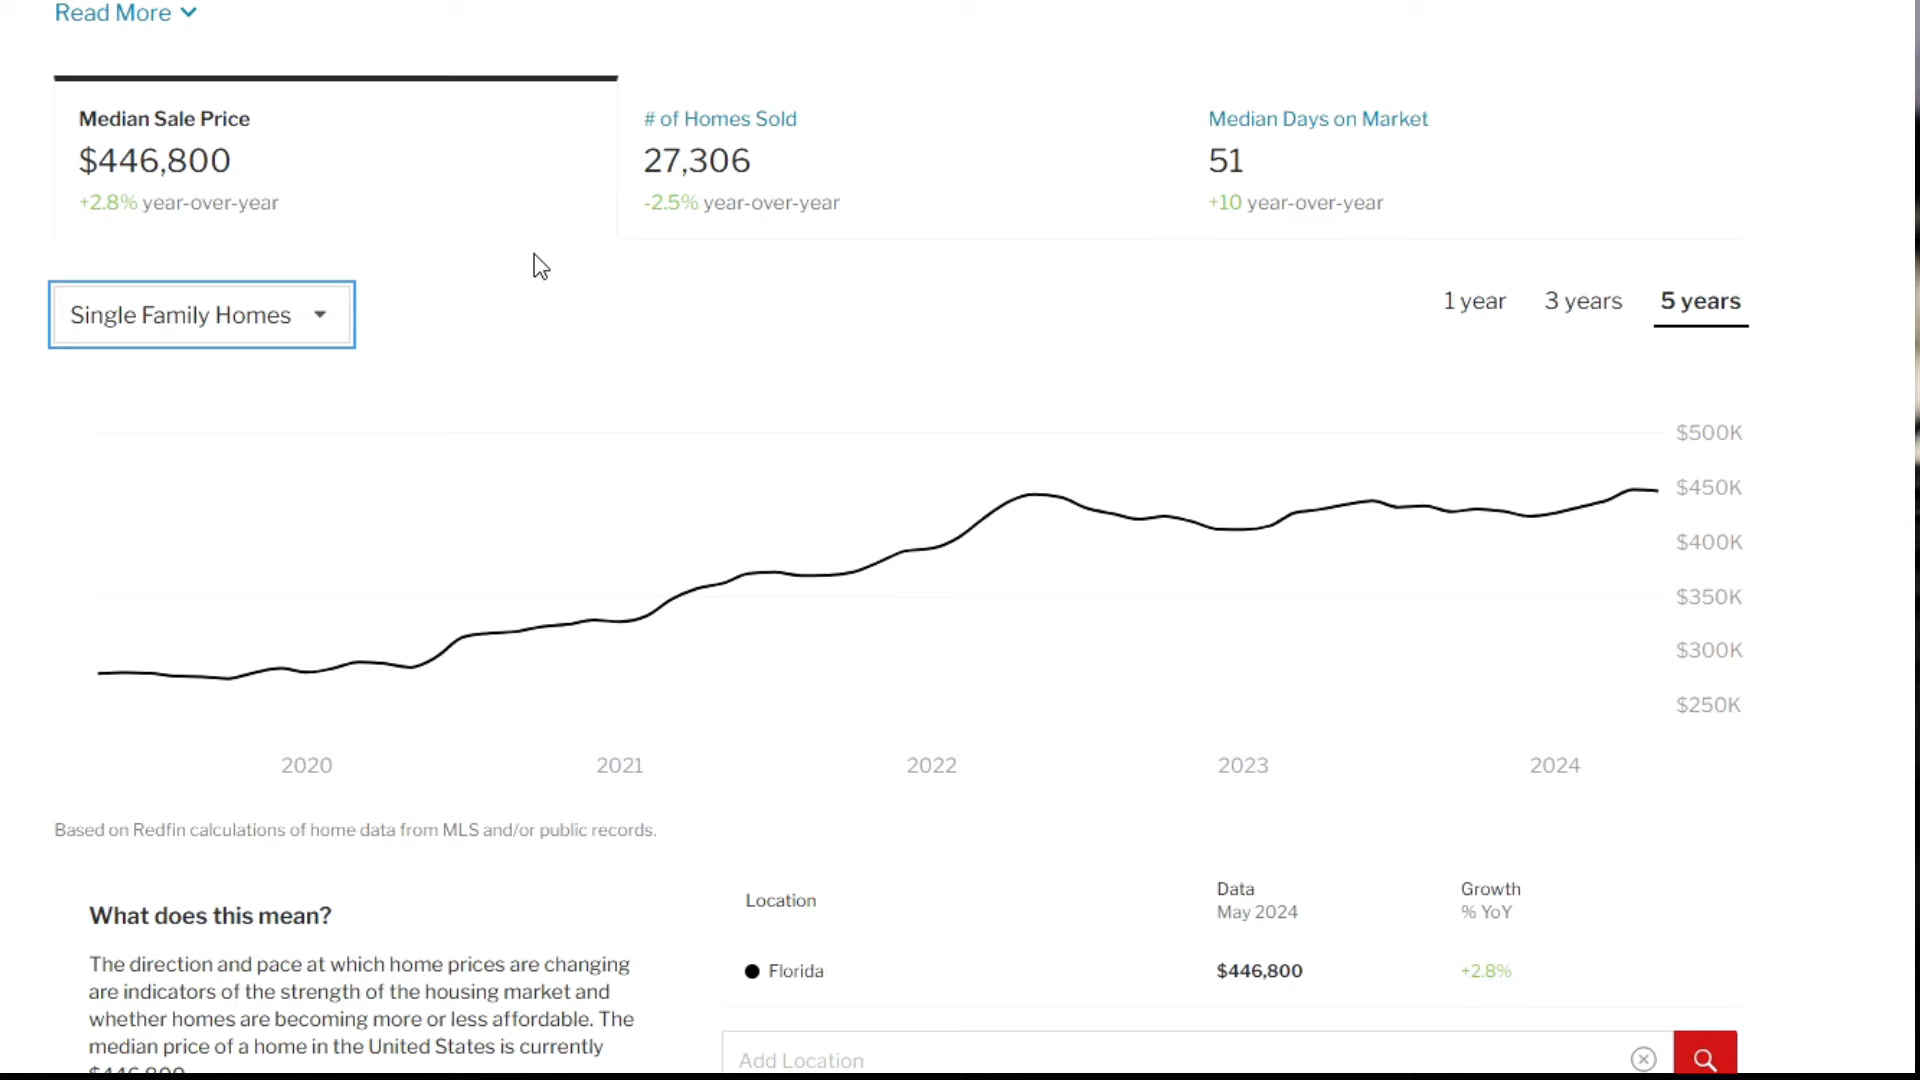 Read More
Median Sale Price
$446,800
+2.8% year-over-year
# of Homes Sold
27,306
-2.5% year-over-year
Median Days on Market
51
+10 year-over-year
Single Family Homes
1 year 3 years 5 years
$500K
$450K
$400K
$350K
$300K
$250K
2020 2021 2022 2023 2024
Based on Redfin calculations of home data from MLS and/or public records.
What does this mean?
The direction and pace at which home prices are changing
are indicators of the strength of the housing market and
whether homes are becoming more or less affordable. The
median price of a home in the United States is currently
$446,800
Location
Data
May 2024
Growth
% YoY
Florida $446,800 +2.8%
Add Location